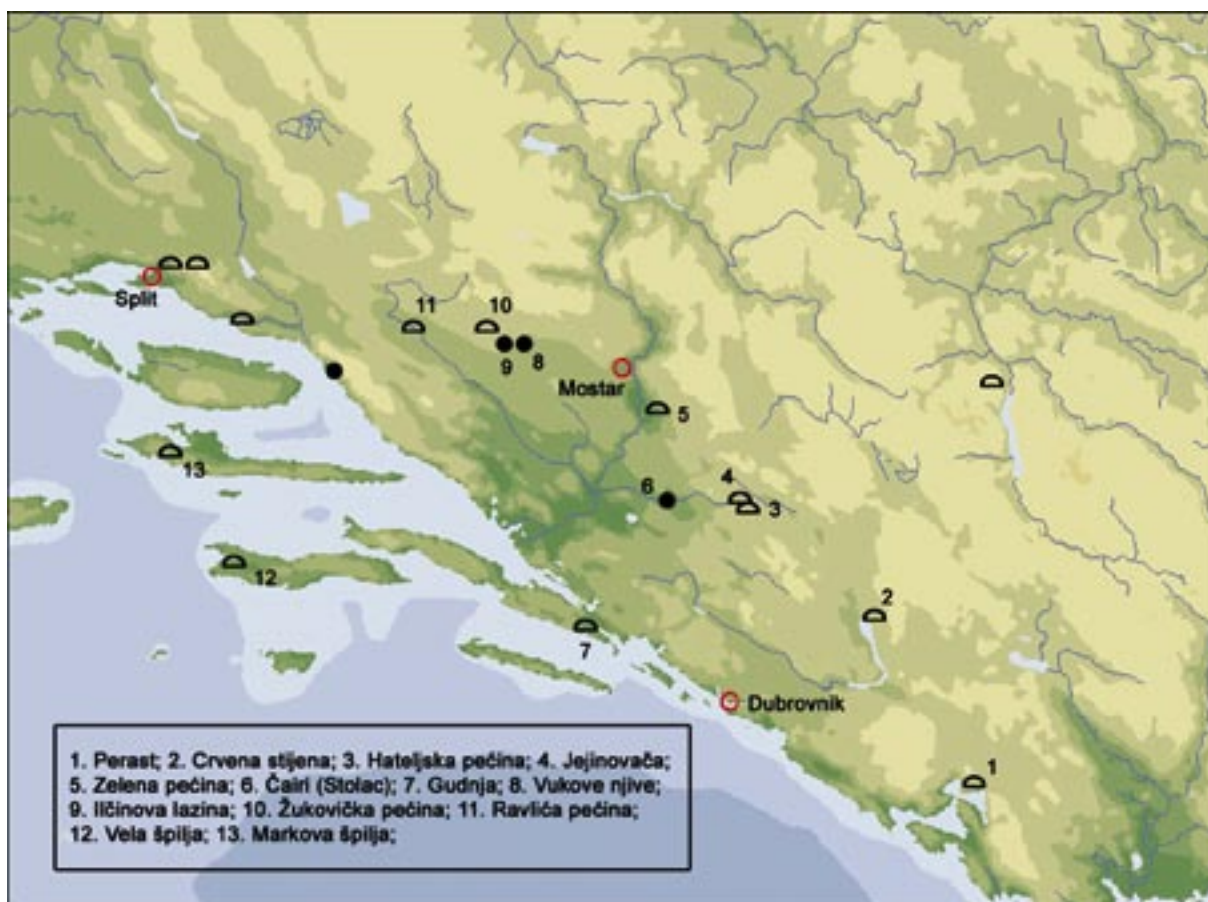 Split
11
10
9
8
Mostar
5
13
6
4
3
12
2
7
Dubrovnik
1
1. Perast; 2. Crvena stijena; 3. Hateljska pećina; 4. Jejinovača;
5. Zelena pećina; 6. Čairi (Stolac); 7. Gudnja; 8. Vukove njive;
9. Ilčinova lazina; 10. Žukovička pećina; 11. Ravlića pećina;
12. Vela špilja; 13. Markova špilja;